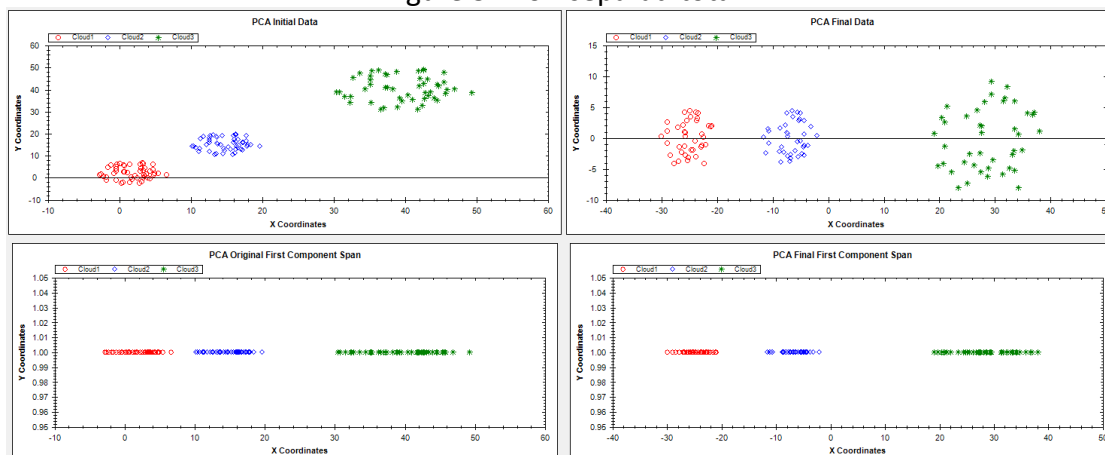 PCA Initial Data
Cloud1 Cloud2 Cloud3
60
50
40
30
20
10
0
-10
Y Coordinates
-10 0 10 20 30 40 50 60
X Coordinates
PCA Final Data
Cloud1 Cloud2 Cloud3
15
10
5
0
-5
-10
Y Coordinates
-40 -30 -20 -10 0 10 20 30 40 50
X Coordinates
PCA Original First Component Span
Cloud1 Cloud2 Cloud3
1.05
1.04
1.03
1.02
1.01
1.00
0.99
0.98
0.97
0.96
0.95
Y Coordinates
-10 0 10 20 30 40 50 60
X Coordinates
PCA Final First Component Span
Cloud1 Cloud2 Cloud3
1.05
1.04
1.03
1.02
1.01
1.00
0.99
0.98
0.97
0.96
0.95
Y Coordinates
-40 -30 -20 -10 0 10 20 30 40 50
X Coordinates